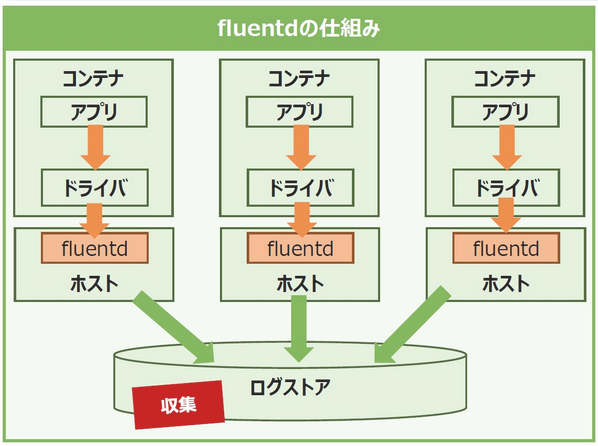 fluentdの仕組み
コンテナ
アプリ
ドライバ
fluentd
ホスト
コンテナ
アプリ
ドライバ
fluentd
ホスト
コンテナ
アプリ
ドライバ
fluentd
ホスト
ログストア
収集